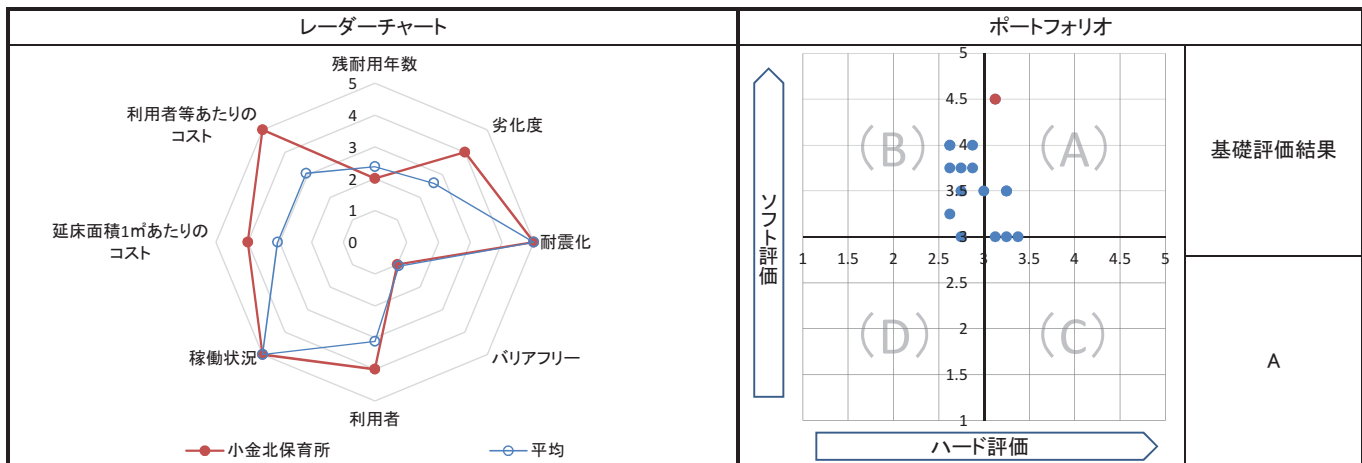 レーダーチャート
残耐用年数
劣化度
耐震化
バリアフリー
利用者
稼働状況
延床面積1㎡あたりの
コスト
利用者等あたりの
コスト
5
4
3
2
1
0
小金北保育所
平均
ポートフォリオ
ソフト評価
5
4.5
4
3.5
3
2.5
2
1.5
1
1 1.5 2 2.5 3 3.5 4 4.5 5
(B)
(A)
(D)
(C)
ハード評価
基礎評価結果
A